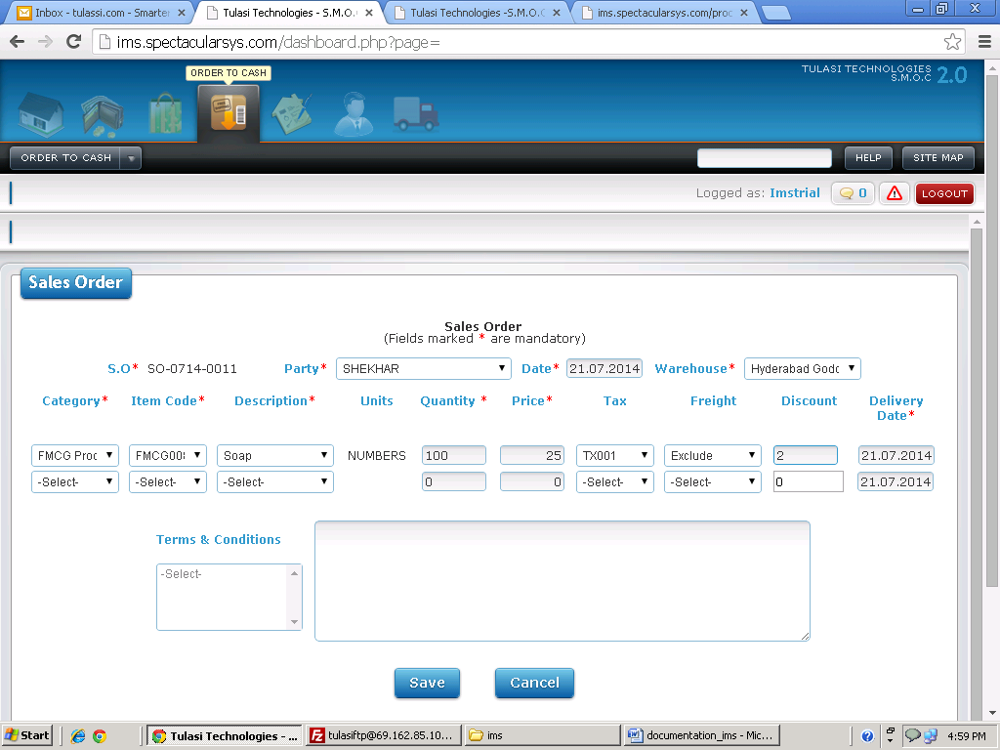 Inbox - tulassi.com - Smarte
Tulasi Technologies - S.M.O.
Tulasi Technologies -S.M.O.
ims.spectacularsys.com/proc
ims.spectacularsys.com/dashboard.php?page=
ORDER TO CASH
TULASI TECHNOLOGIES
S.M.O.C 2.0
ORDER TO CASH
HELP
SITE MAP
Logged as: Imstrial
0
LOGOUT
Sales Order
Sales Order
(Fields marked * are mandatory)
S.O* SO-0714-0011 Party* SHEKHAR Date* 21.07.2014 Warehouse* Hyderabad Godo
Category* Item Code* Description* Units Quantity * Price* Tax Freight Discount Delivery
Date*
FMCG Proc FMCG008 Soap NUMBERS 100 25 TX001 Exclude 2 21.07.2014
-Select- -Select- -Select- 0 0 -Select- -Select- 0 21.07.2014
Terms & Conditions
-Select-
Save Cancel
Start Tulasi Technologies - ... tulasiftp@69.162.85.10... ims documentation_ims - Mic... 4:59 PM